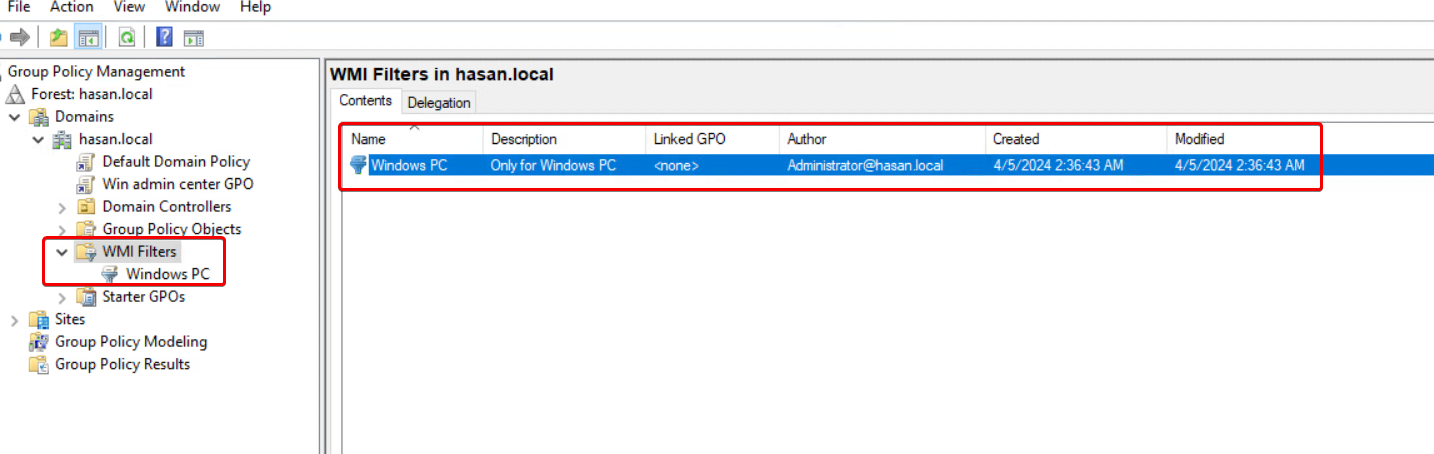 File Action View Window Help
Group Policy Management
Forest: hasan.local
Domains
hasan.local
Default Domain Policy
Win admin center GPO
Domain Controllers
Group Policy Objects
WMI Filters
Windows PC
Starter GPOs
Sites
Group Policy Modeling
Group Policy Results
WMI Filters in hasan.local
Contents Delegation
Name Description Linked GPO Author Created Modified
Windows PC Only for Windows PC <none> Administrator@hasan.local 4/5/2024 2:36:43 AM 4/5/2024 2:36:43 AM